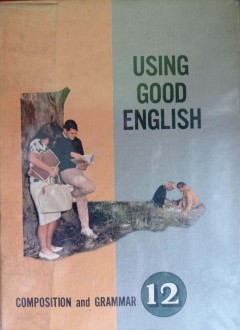 USING
GOOD
ENGLISH
COMPOSITION and GRAMMAR 12